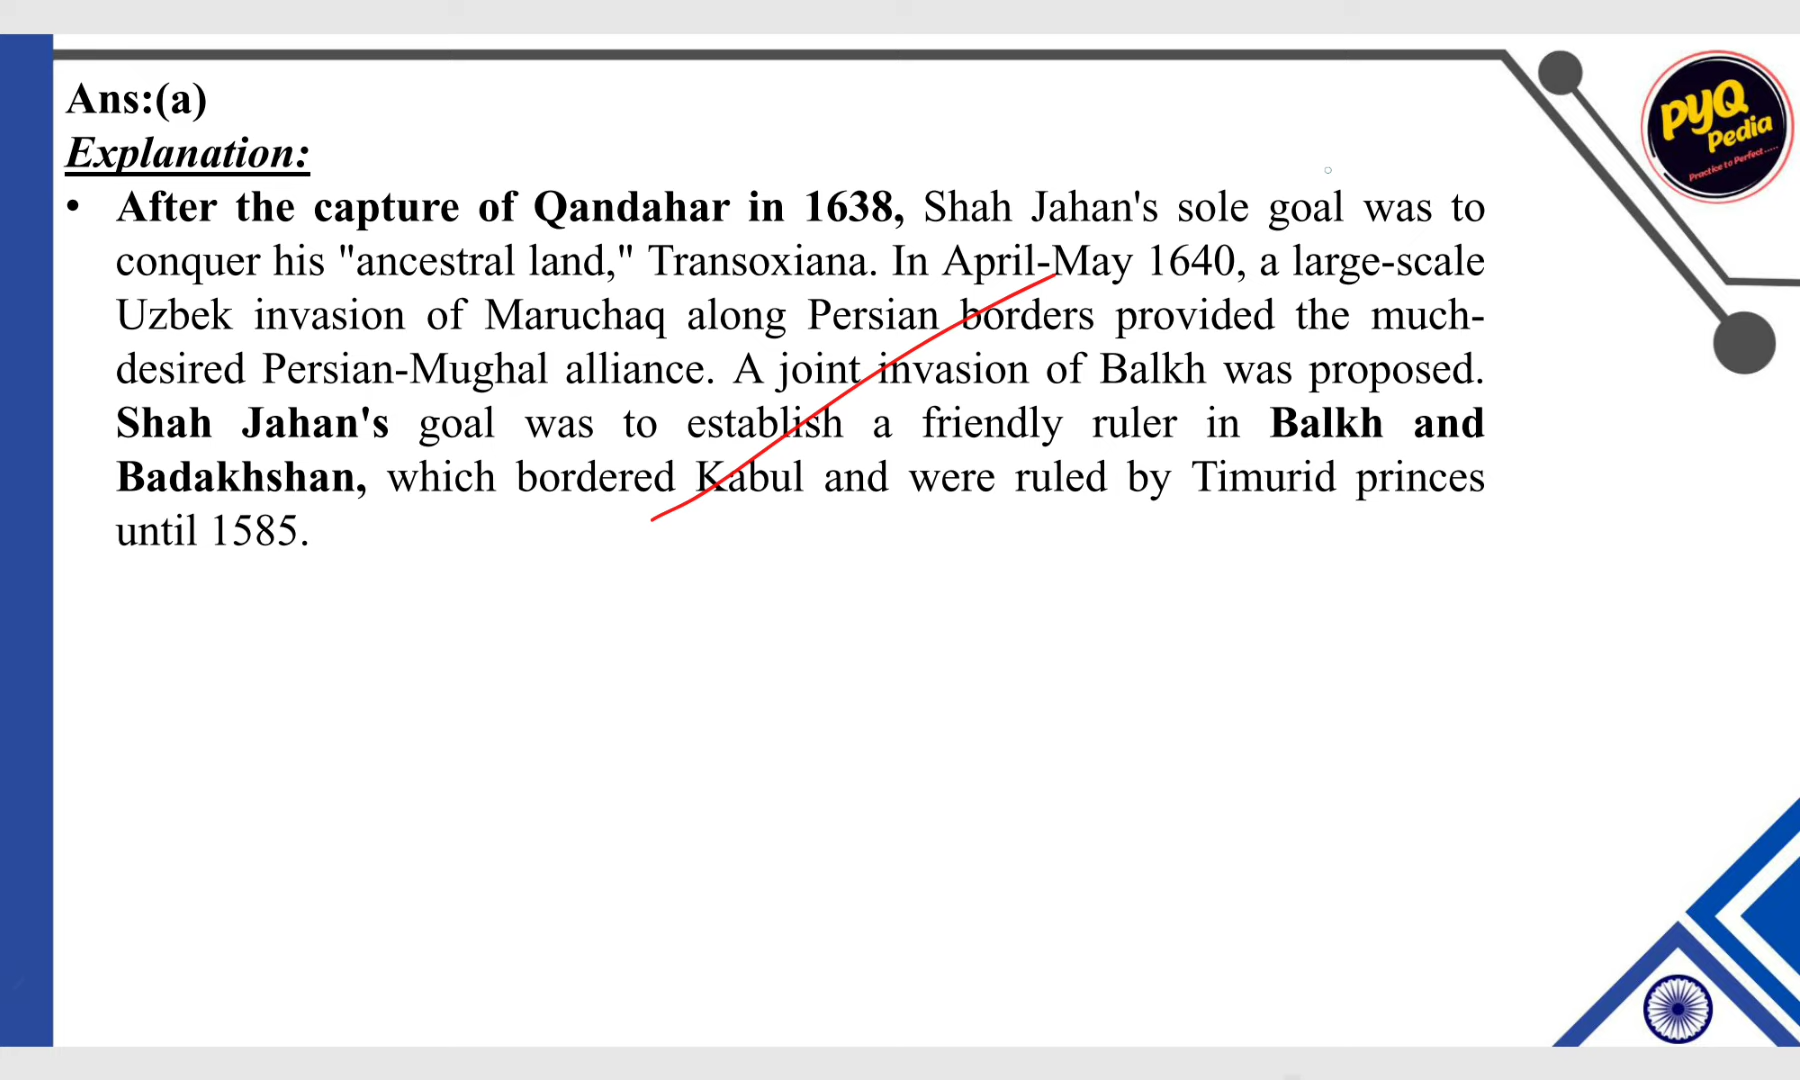 Ans:(a)
Explanation:
• After the capture of Qandahar in 1638, Shah Jahan's sole goal was to
conquer his "ancestral land," Transoxiana. In April-May 1640, a large-scale
Uzbek invasion of Maruchaq along Persian borders provided the much-
desired Persian-Mughal alliance. A joint invasion of Balkh was proposed.
Shah Jahan's goal was to establish a friendly ruler in Balkh and
Badakhshan, which bordered Kabul and were ruled by Timurid princes
until 1585.
PYQ
Pedia
Practice to Perfect.....